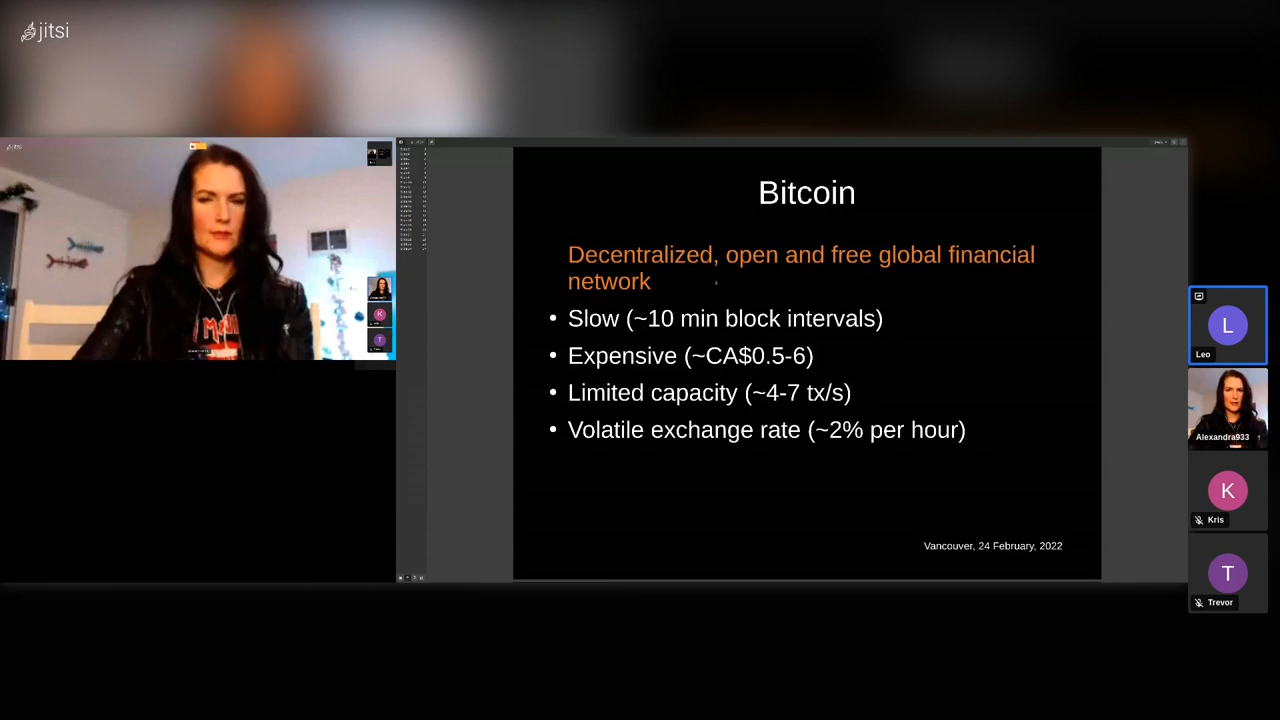 jitsi
Bitcoin
Decentralized, open and free global financial
network
• Slow (~10 min block intervals)
• Expensive (~CA$0.5-6)
• Limited capacity (~4-7 tx/s)
• Volatile exchange rate (~2% per hour)
Vancouver, 24 February, 2022
L
Leo
Alexandra933
K
Kris
T
Trevor
jitsi
K
T